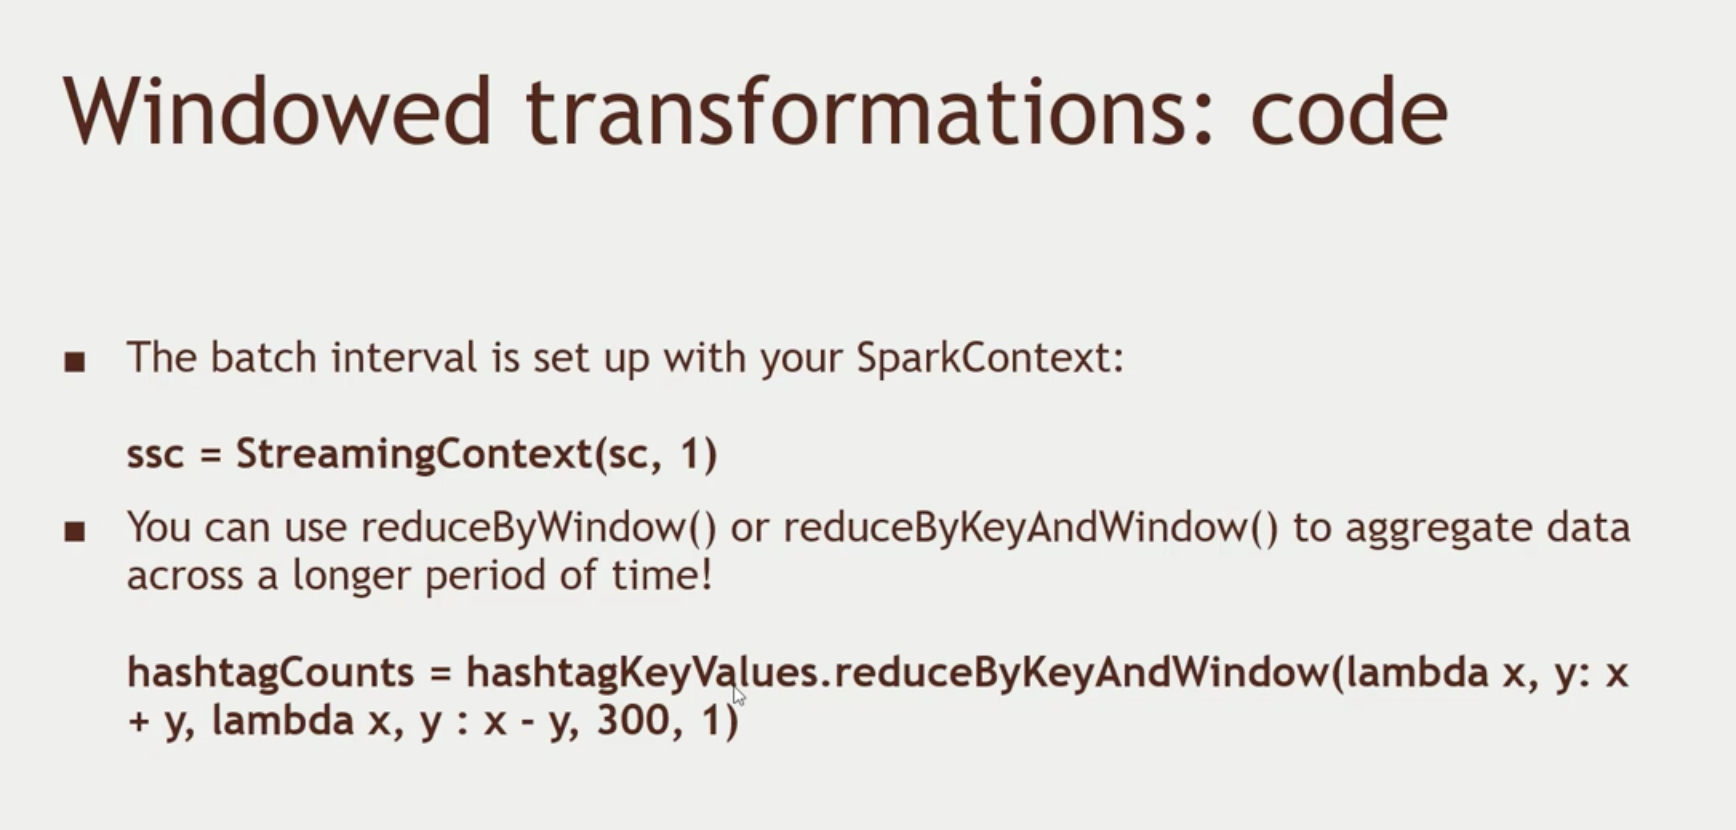 Windowed transformations: code
■ The batch interval is set up with your SparkContext:
ssc = StreamingContext(sc, 1)
■ You can use reduceByWindow() or reduceByKeyAndWindow() to aggregate data
across a longer period of time!
hashtagCounts = hashtagKeyValues.reduceByKeyAndWindow(lambda x, y: x
+ y, lambda x, y : x - y, 300, 1)